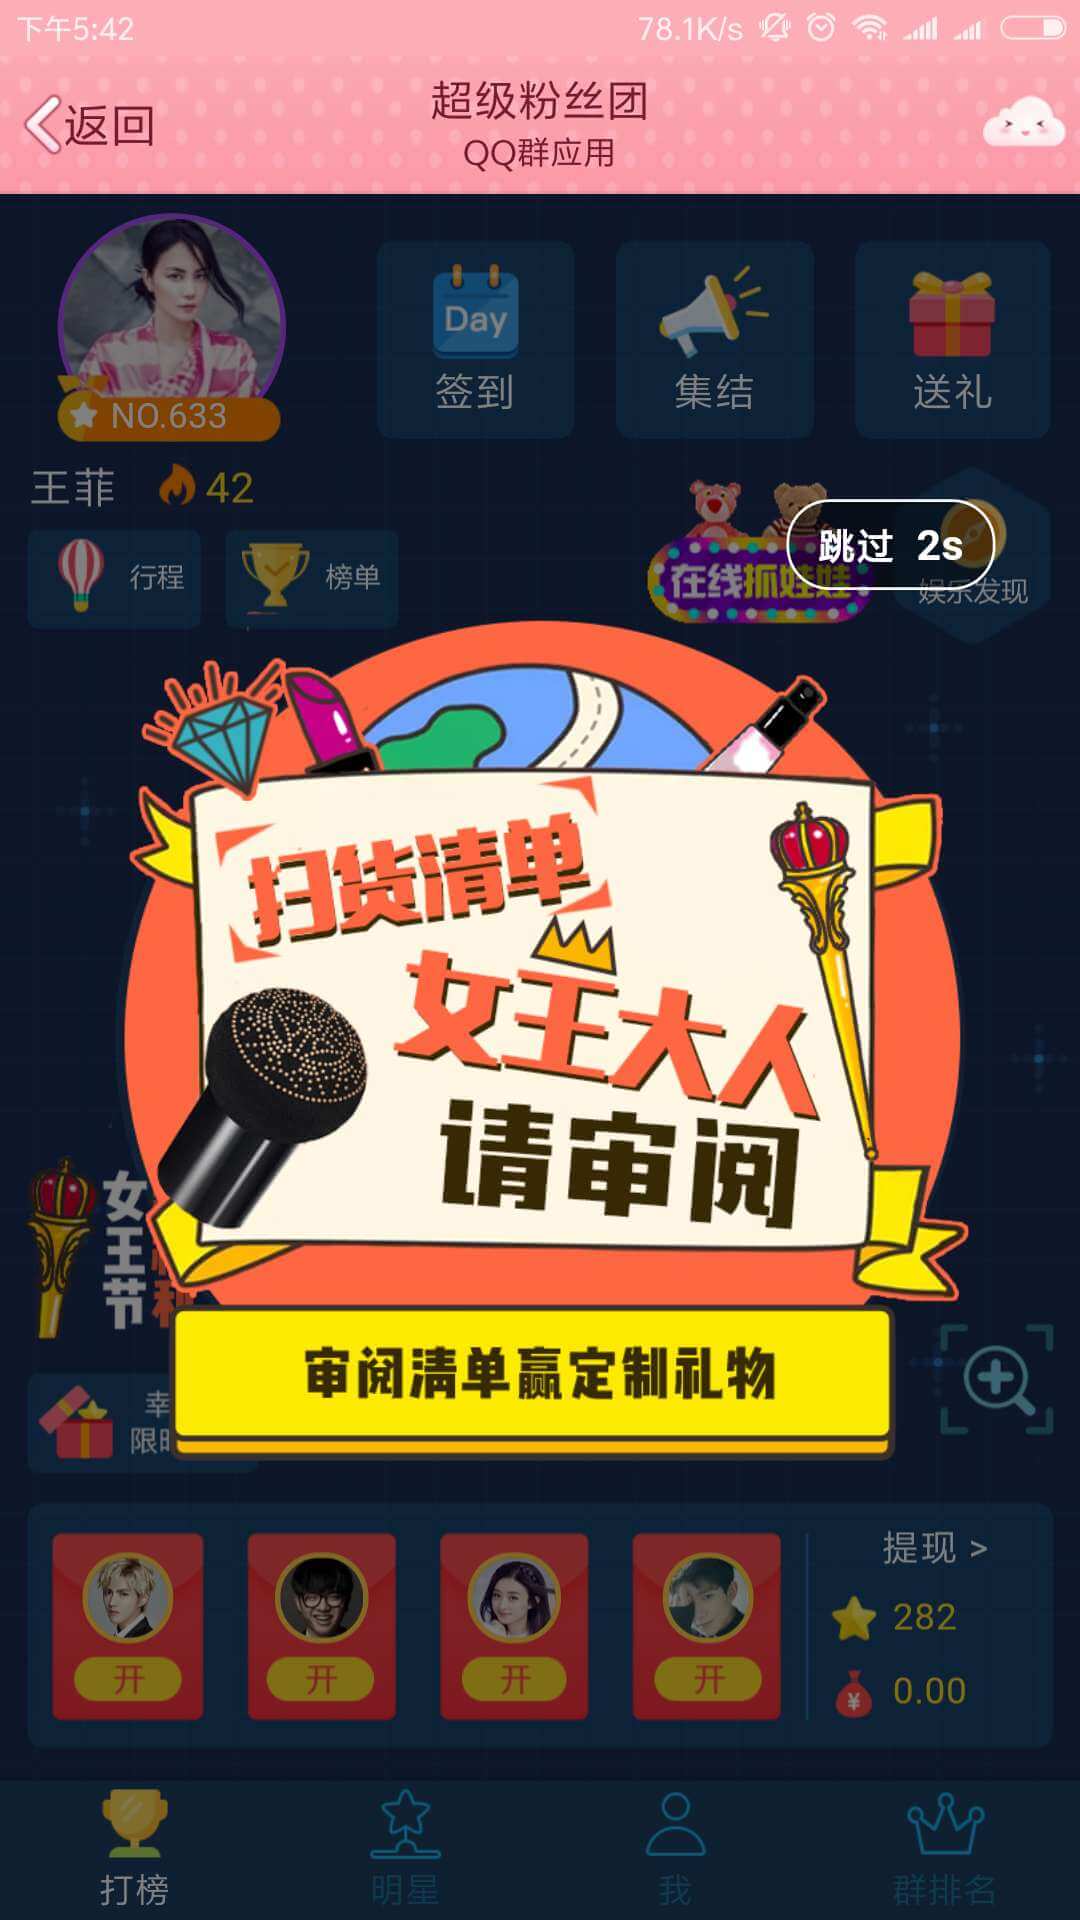 下午5:42
78.1K/s
返回
超级粉丝团
QQ群应用
Day
签到
集结
送礼
NO.633
王菲
42
行程
榜单
跳过 2s
在线抓娃娃
娱乐发现
扫货清单
女王大人
请审阅
女王节
审阅清单赢定制礼物
幸
限时
提现 >
开
开
开
开
282
¥
0.00
打榜
明星
我
群排名